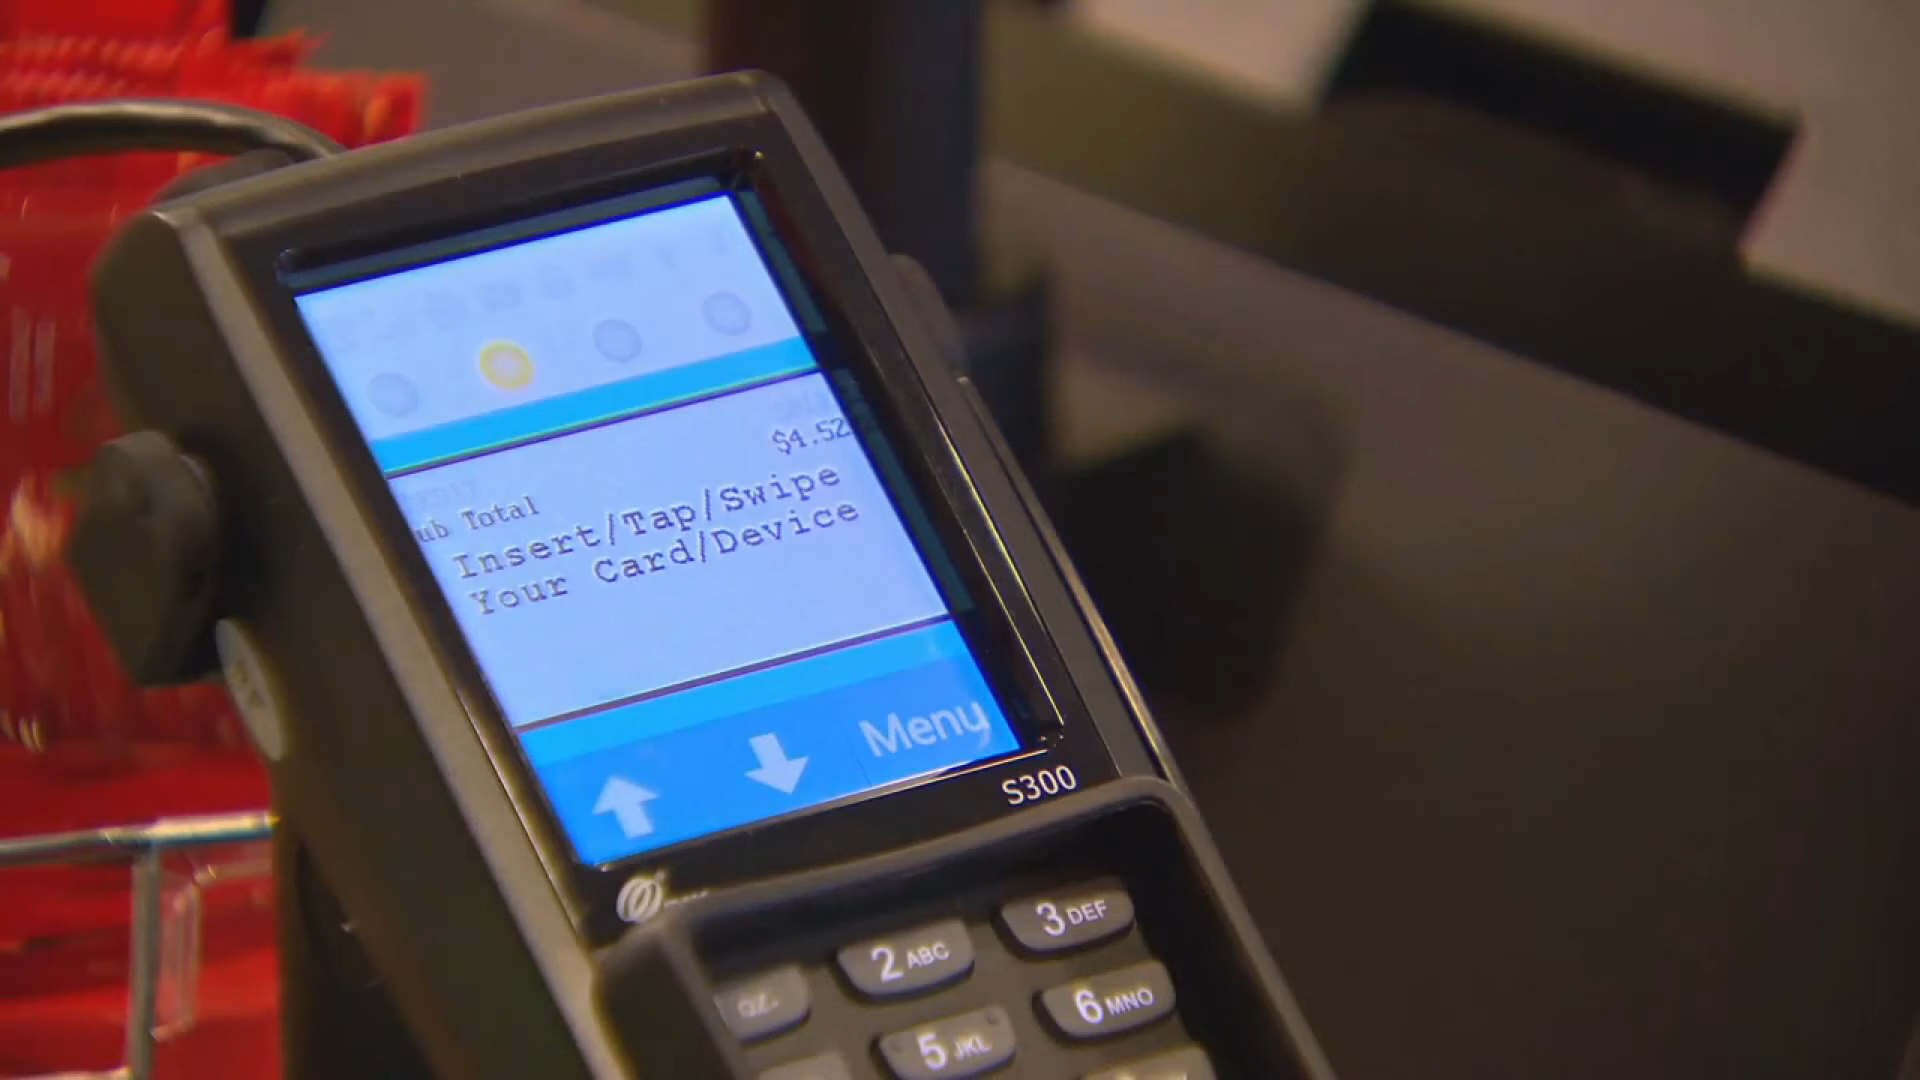 $4.52
ub Total
Insert/Tap/Swipe
Your Card/Device
Menu
S300
QZ.
2 ABC
3 DEF
5 JKL
6 MNO